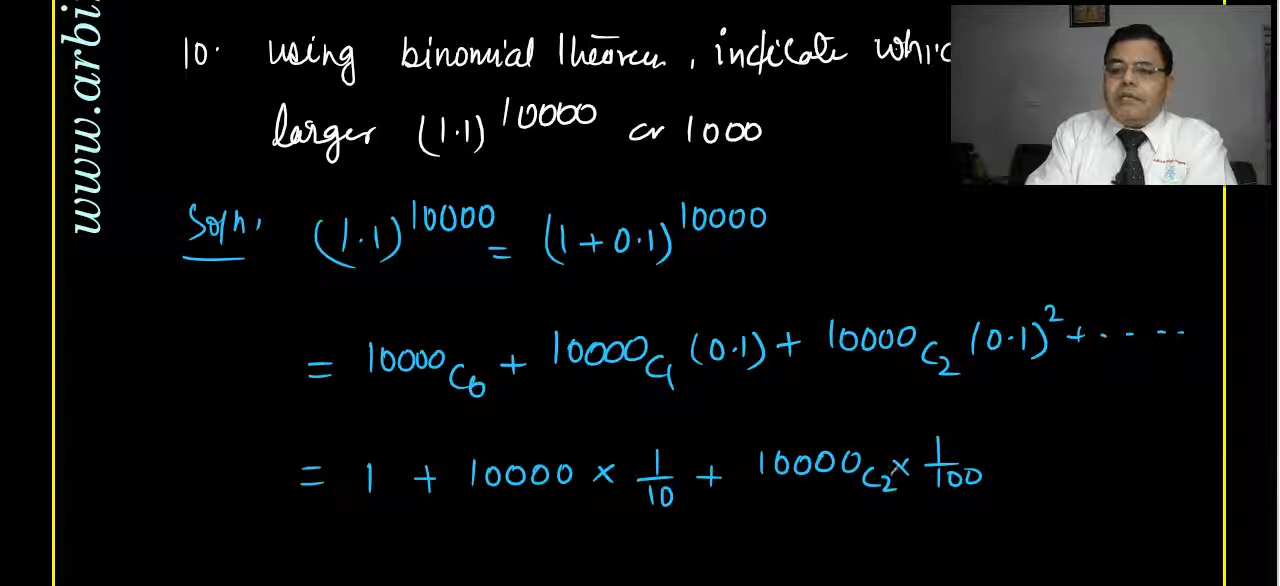 www.arbi
10. using binomial theorem, indicate whic
larger (1.1)^10000 or 1000
Soln,
(1.1)^10000 = (1+0.1)^10000
= 10000C0 + 10000C1 (0.1) + 10000C2 (0.1)^2 + .....
= 1 + 10000 × 1/10 + 10000C2 × 1/100